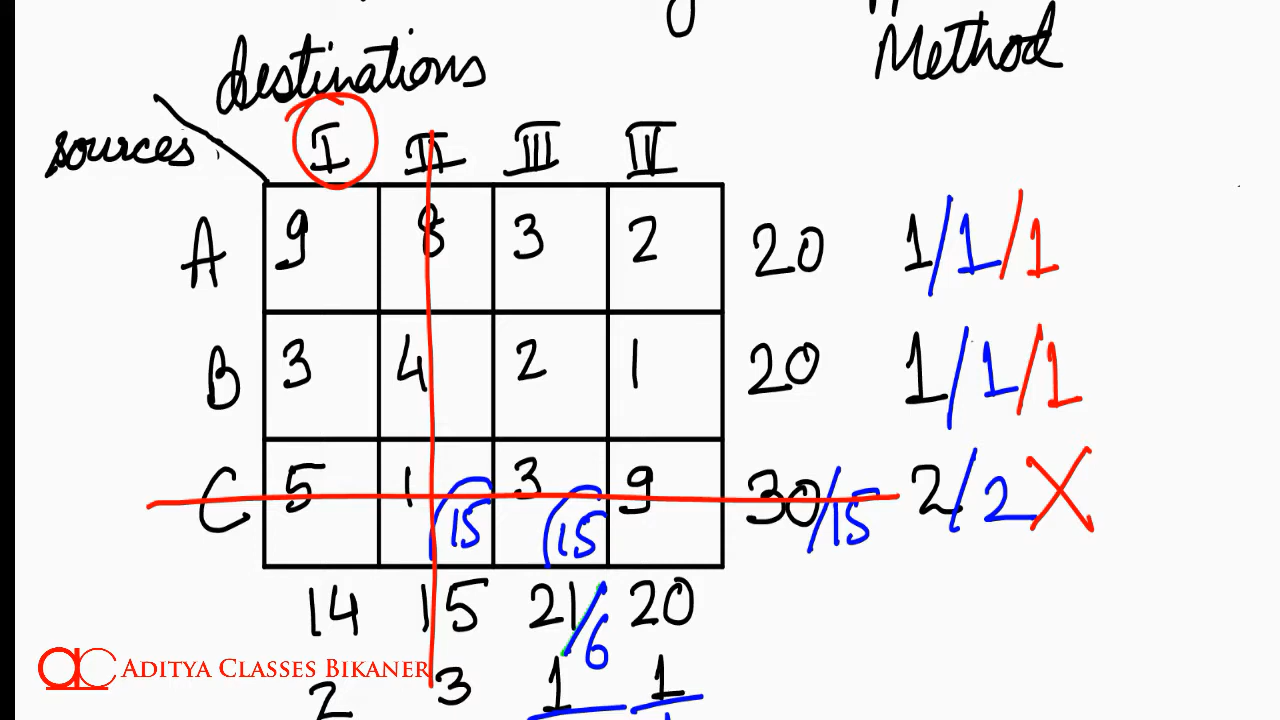 Method
destinations
sources
I II III IV
A 9 8 3 2 20 1/1/1
B 3 4 2 1 20 1/1/1
C 5 1 15 3 15 9 30/15 2/2
14 15 21/6 20
2 3 1 1
ac ADITYA CLASSES BIKANER